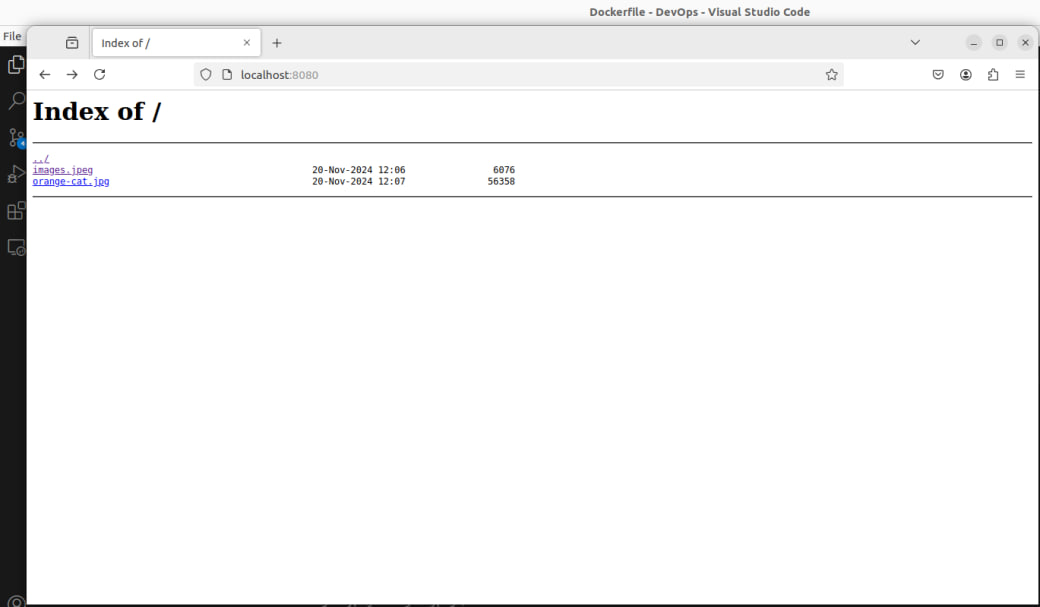 Dockerfile - DevOps - Visual Studio Code
File
Index of /
localhost:8080
Index of /
../
images.jpeg 20-Nov-2024 12:06 6076
orange-cat.jpg 20-Nov-2024 12:07 56358